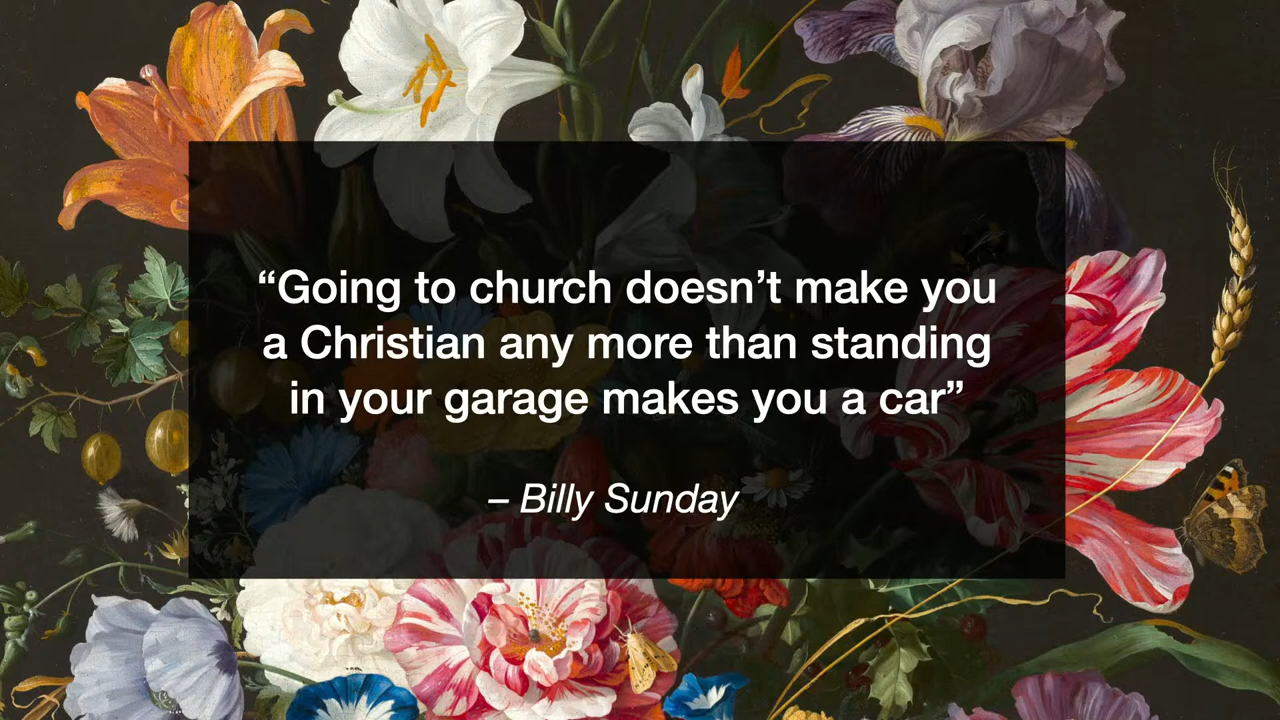 “Going to church doesn’t make you
a Christian any more than standing
in your garage makes you a car”
– Billy Sunday